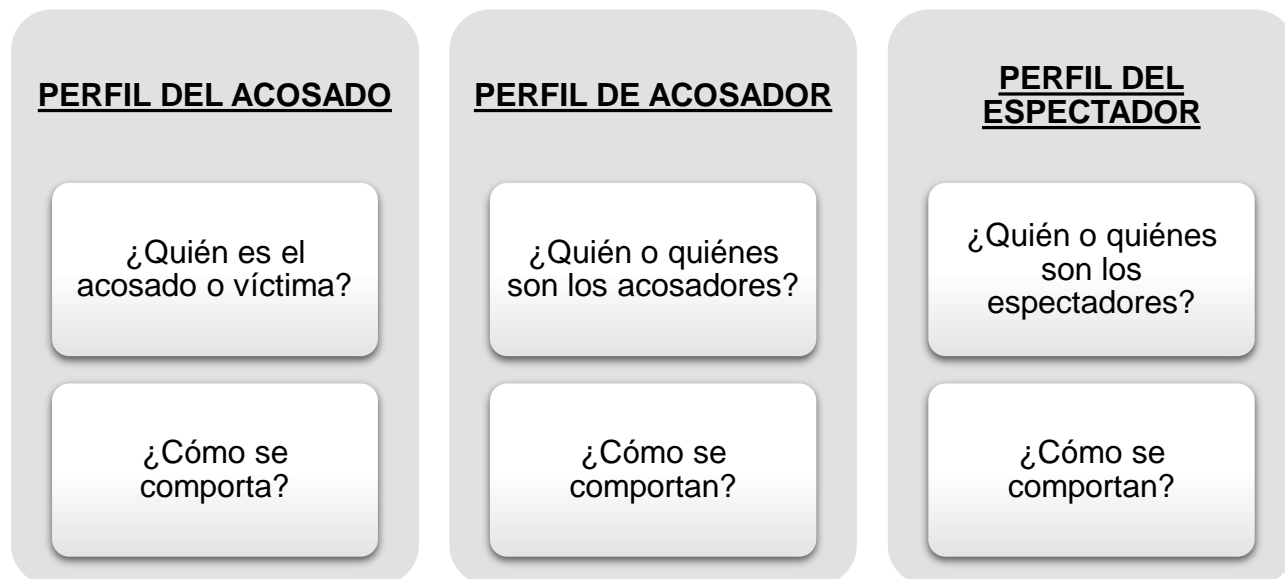 PERFIL DEL ACOSADO
¿Quién es el
acosado o víctima?
¿Cómo se
comporta?
PERFIL DE ACOSADOR
¿Quién o quiénes
son los acosadores?
¿Cómo se
comportan?
PERFIL DEL
ESPECTADOR
¿Quién o quiénes
son los
espectadores?
¿Cómo se
comportan?